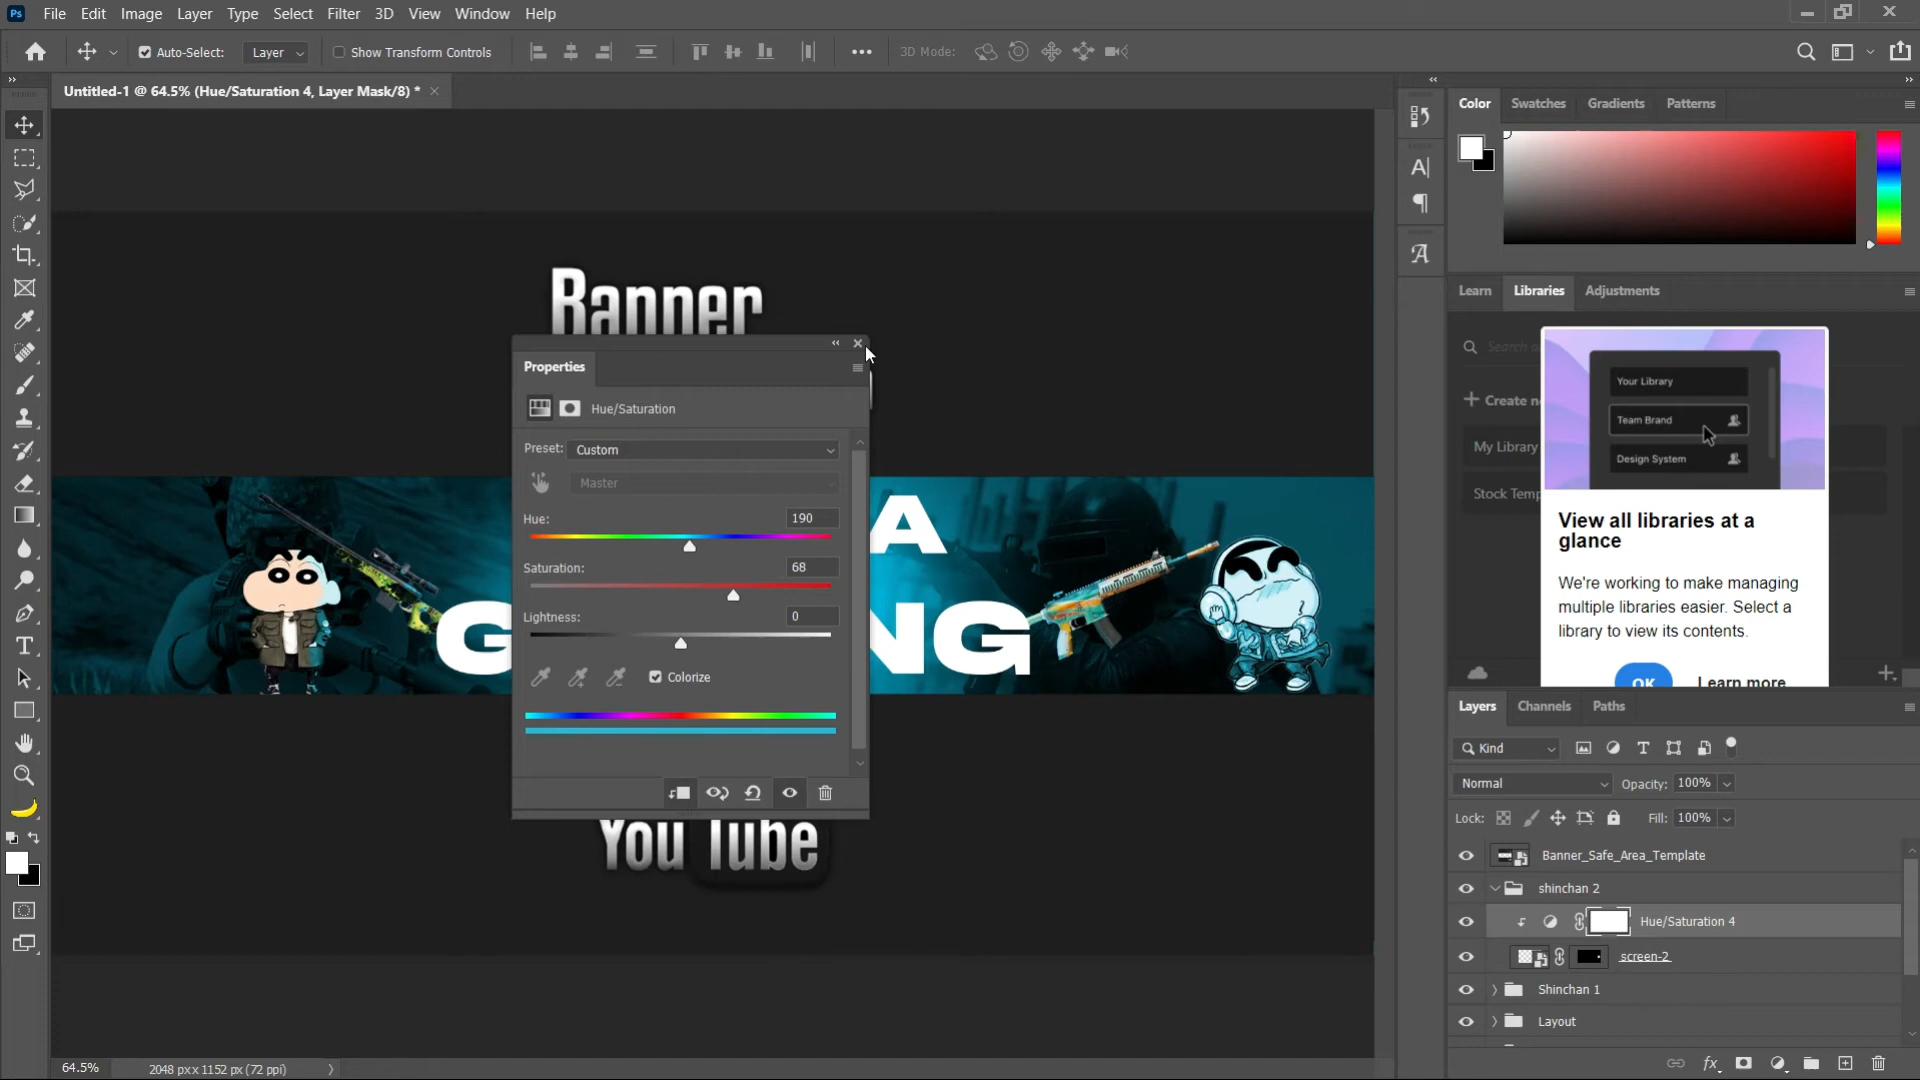 Ps File Edit Image Layer Type Select Filter 3D View Window Help
Auto-Select: Layer Show Transform Controls 3D Mode:
Untitled-1 @ 64.5% (Hue/Saturation 4, Layer Mask/8) *
Color Swatches Gradients Patterns
Learn Libraries Adjustments
Your Library
Team Brand
Design System
Create n
My Library
Stock Temp
View all libraries at a
glance
We're working to make managing
multiple libraries easier. Select a
library to view its contents.
OK Learn more
Banner
Properties
Hue/Saturation
Preset: Custom
Master
Hue: 190
Saturation: 68
Lightness: 0
Colorize
A
G NG
You Tube
Layers Channels Paths
Kind
Normal Opacity: 100%
Lock: Fill: 100%
Banner_Safe_Area_Template
shinchan 2
Hue/Saturation 4
screen-2
Shinchan 1
Layout
64.5% 2048 px x 1152 px (72 ppi)